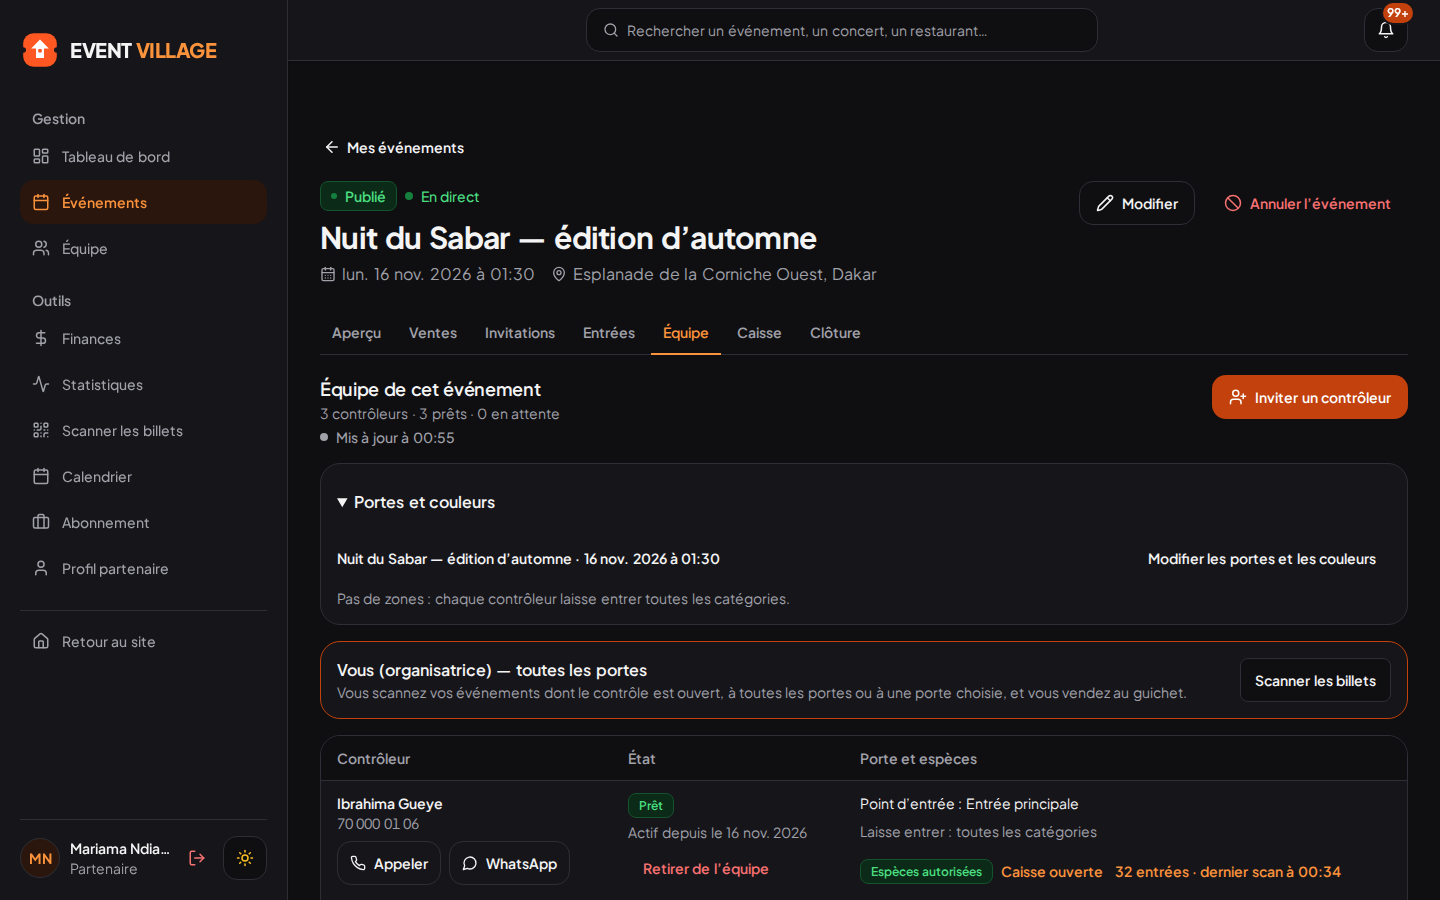 EVENT VILLAGE
Rechercher un événement, un concert, un restaurant…
99+
Gestion
Tableau de bord
Événements
Équipe
Outils
Finances
Statistiques
Scanner les billets
Calendrier
Abonnement
Profil partenaire
Retour au site
MN
Mariama Ndia…
Partenaire
Mes événements
Publié
En direct
Modifier
Annuler l’événement
Nuit du Sabar — édition d’automne
lun. 16 nov. 2026 à 01:30 Esplanade de la Corniche Ouest, Dakar
Aperçu Ventes Invitations Entrées Équipe Caisse Clôture
Équipe de cet événement
3 contrôleurs · 3 prêts · 0 en attente
Mis à jour à 00:55
Inviter un contrôleur
▼ Portes et couleurs
Nuit du Sabar — édition d’automne · 16 nov. 2026 à 01:30
Modifier les portes et les couleurs
Pas de zones : chaque contrôleur laisse entrer toutes les catégories.
Vous (organisatrice) — toutes les portes
Vous scannez vos événements dont le contrôle est ouvert, à toutes les portes ou à une porte choisie, et vous vendez au guichet.
Scanner les billets
Contrôleur État Porte et espèces
Ibrahima Gueye
70 000 01 06
Appeler
WhatsApp
Prêt
Actif depuis le 16 nov. 2026
Retirer de l’équipe
Point d’entrée : Entrée principale
Laisse entrer : toutes les catégories
Espèces autorisées Caisse ouverte 32 entrées · dernier scan à 00:34